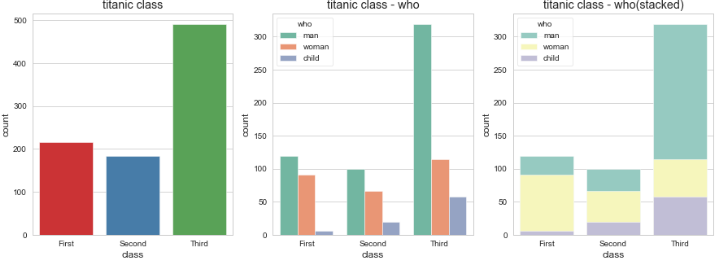 titanic class
500
400
300
200
100
0
count
First Second Third
class
titanic class - who
who
man
woman
child
300
250
200
150
100
50
0
count
First Second Third
class
titanic class - who(stacked)
who
man
woman
child
300
250
200
150
100
50
0
count
First Second Third
class